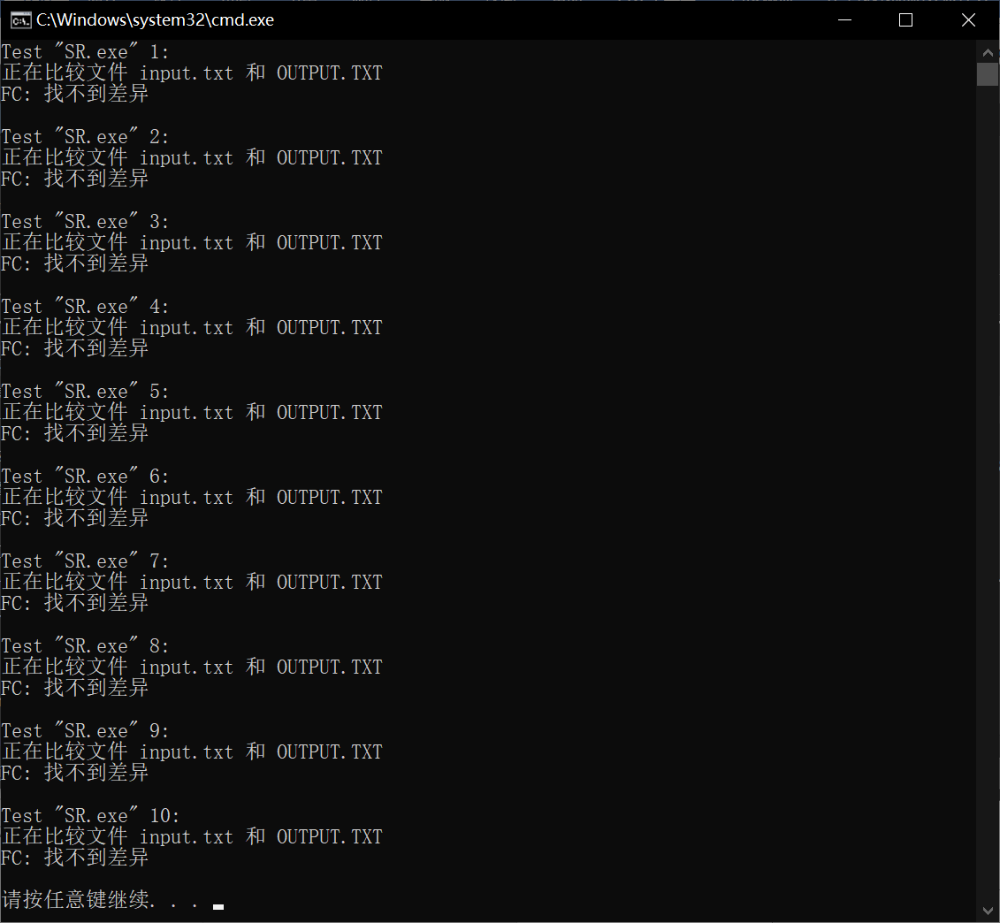 C:\Windows\system32\cmd.exe
Test "SR.exe" 1:
正在比较文件 input.txt 和 OUTPUT.TXT
FC: 找不到差异
Test "SR.exe" 2:
正在比较文件 input.txt 和 OUTPUT.TXT
FC: 找不到差异
Test "SR.exe" 3:
正在比较文件 input.txt 和 OUTPUT.TXT
FC: 找不到差异
Test "SR.exe" 4:
正在比较文件 input.txt 和 OUTPUT.TXT
FC: 找不到差异
Test "SR.exe" 5:
正在比较文件 input.txt 和 OUTPUT.TXT
FC: 找不到差异
Test "SR.exe" 6:
正在比较文件 input.txt 和 OUTPUT.TXT
FC: 找不到差异
Test "SR.exe" 7:
正在比较文件 input.txt 和 OUTPUT.TXT
FC: 找不到差异
Test "SR.exe" 8:
正在比较文件 input.txt 和 OUTPUT.TXT
FC: 找不到差异
Test "SR.exe" 9:
正在比较文件 input.txt 和 OUTPUT.TXT
FC: 找不到差异
Test "SR.exe" 10:
正在比较文件 input.txt 和 OUTPUT.TXT
FC: 找不到差异
请按任意键继续. . .